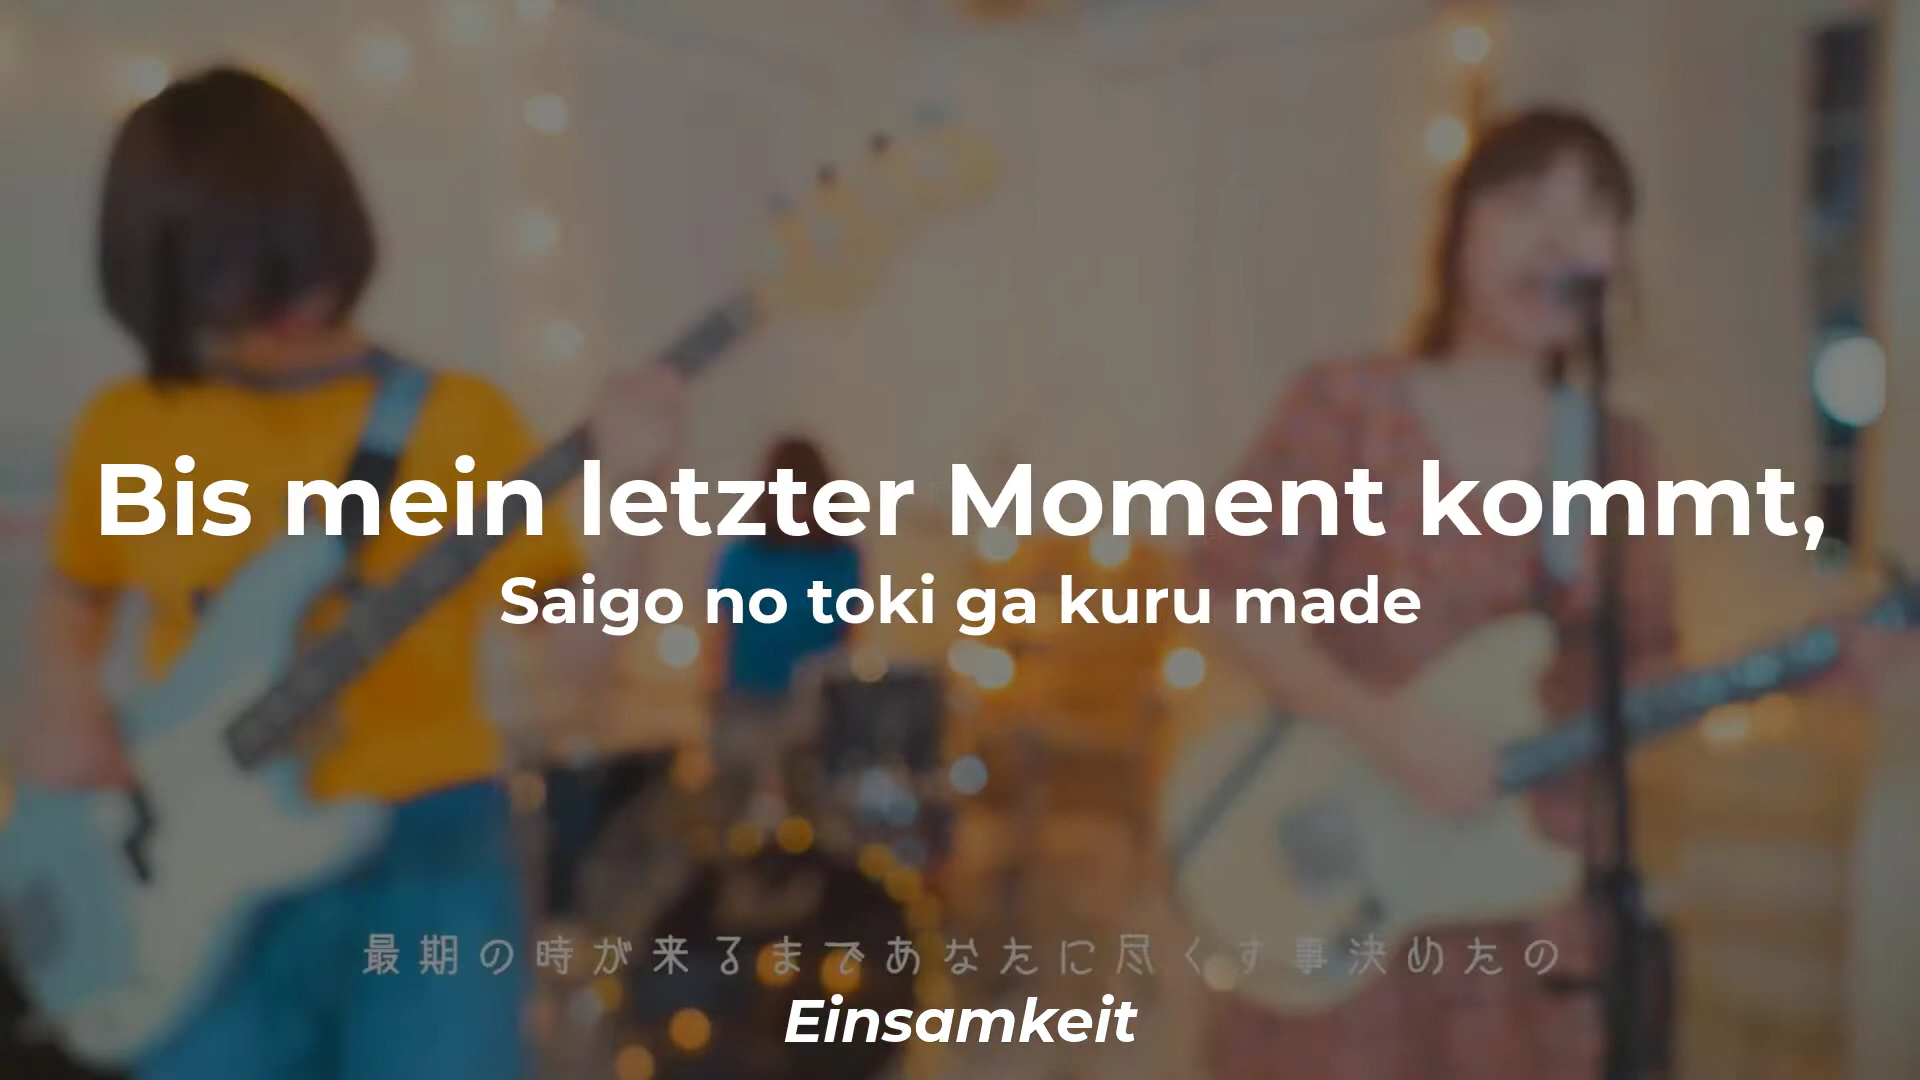 Bis mein letzter Moment kommt,
Saigo no toki ga kuru made
最期の時が来るまであなたに尽くす事決めたの
Einsamkeit